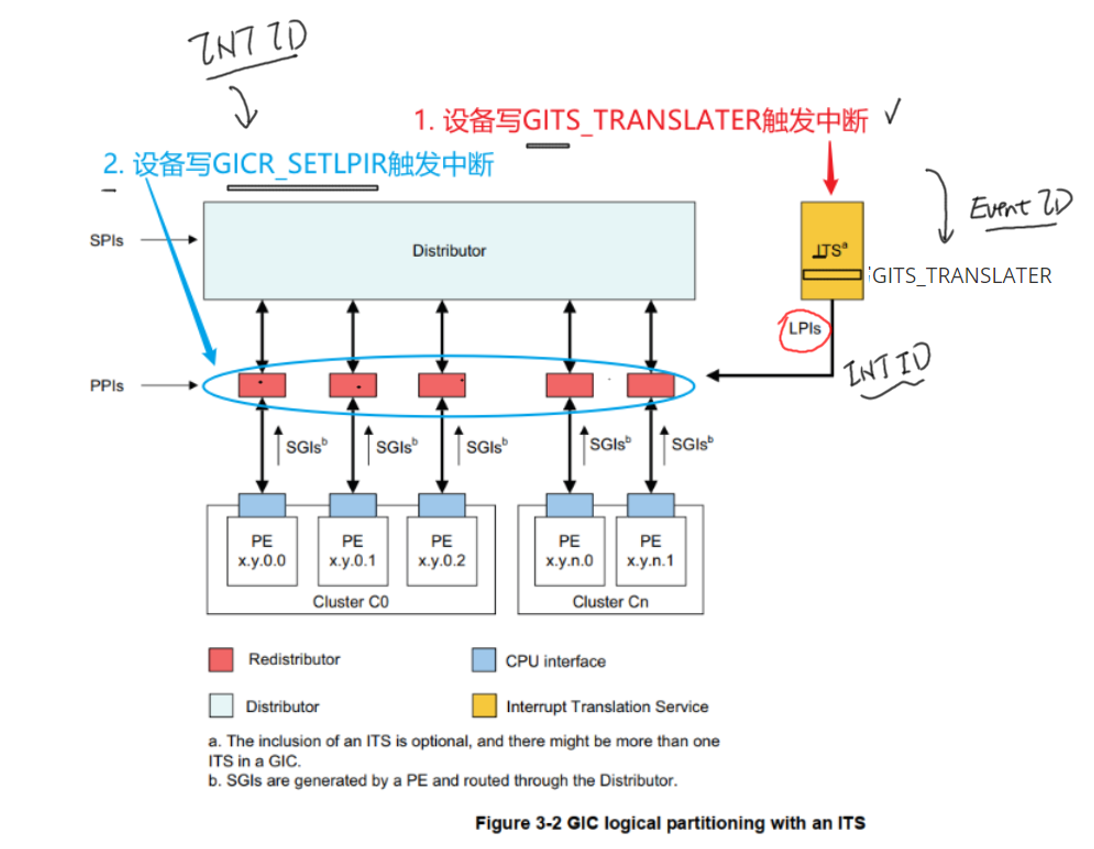 INT ID
1. 设备写GITS_TRANSLATER触发中断 ✓
2. 设备写GICR_SETLPIR触发中断
Event ID
SPIs
Distributor
ITSᵃ
GITS_TRANSLATER
LPIs
INT ID
PPIs
SGIsᵇ SGIsᵇ SGIsᵇ SGIsᵇ SGIsᵇ
PE PE PE PE PE
x.y.0.0 x.y.0.1 x.y.0.2 x.y.n.0 x.y.n.1
Cluster C0 Cluster Cn
Redistributor CPU interface
Distributor Interrupt Translation Service
a. The inclusion of an ITS is optional, and there might be more than one
ITS in a GIC.
b. SGIs are generated by a PE and routed through the Distributor.
Figure 3-2 GIC logical partitioning with an ITS